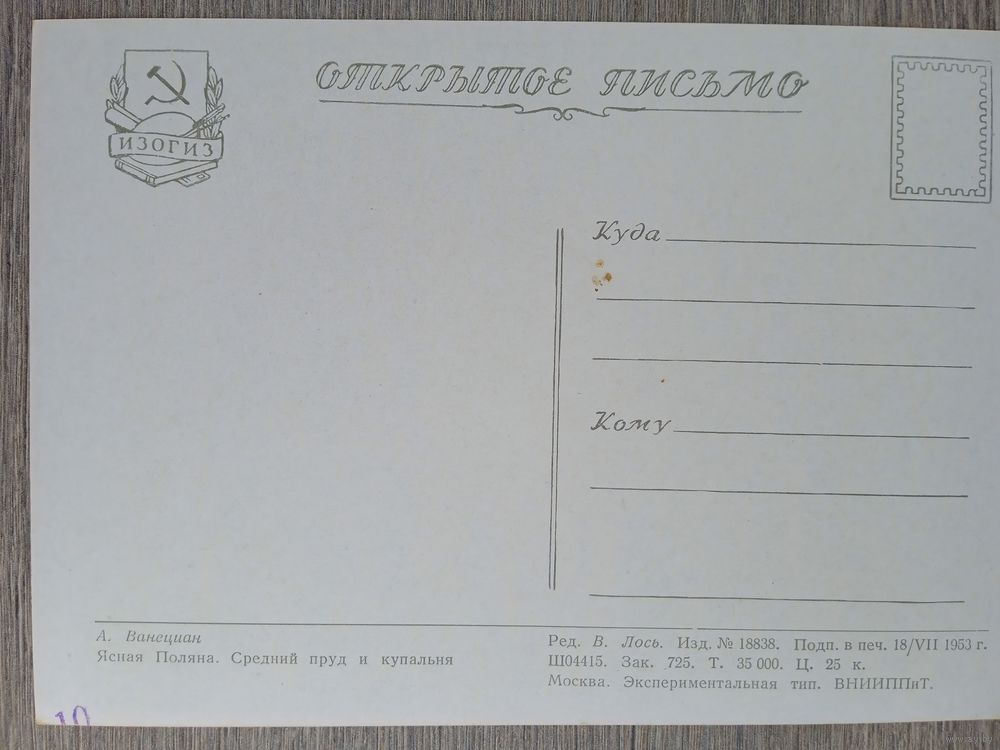 ОТКРЫТОЕ ПИСЬМО
ИЗОГИЗ
Куда
Кому
А. Ванециан
Ясная Поляна. Средний пруд и купальня
Ред. В. Лось. Изд. № 18838. Подп. в печ. 18/VII 1953 г.
Ш04415. Зак. 725. Т. 35 000. Ц. 25 к.
Москва. Экспериментальная тип. ВНИИППиТ.
10